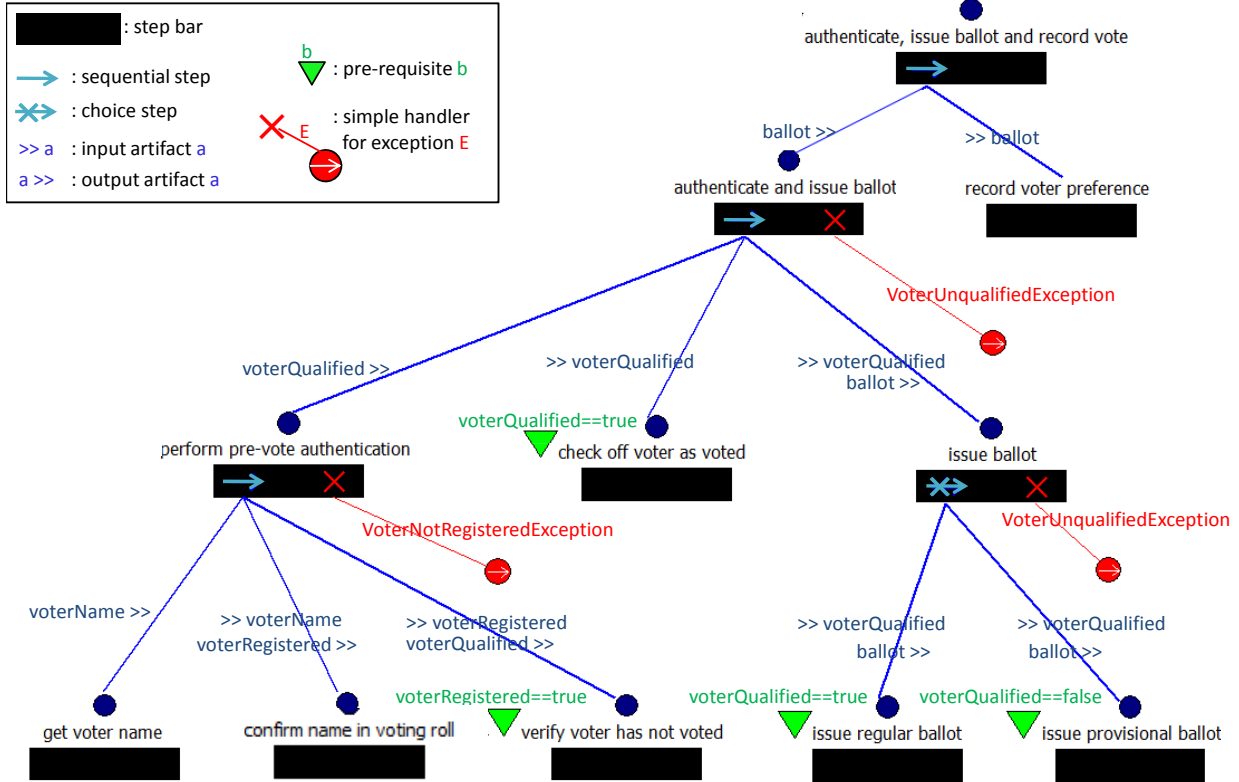 : step bar
: sequential step
: choice step
>> a : input artifact a
a >> : output artifact a
b
: pre-requisite b
E
: simple handler
for exception E
authenticate, issue ballot and record vote
ballot >>
>> ballot
authenticate and issue ballot
record voter preference
VoterUnqualifiedException
voterQualified >>
>> voterQualified
>> voterQualified
ballot >>
voterQualified==true
perform pre-vote authentication
check off voter as voted
issue ballot
VoterNotRegisteredException
VoterUnqualifiedException
voterName >>
>> voterName
voterRegistered >>
>> voterRegistered
voterQualified >>
>> voterQualified
ballot >>
>> voterQualified
ballot >>
voterRegistered==true
voterQualified==true
voterQualified==false
get voter name
confirm name in voting roll
verify voter has not voted
issue regular ballot
issue provisional ballot